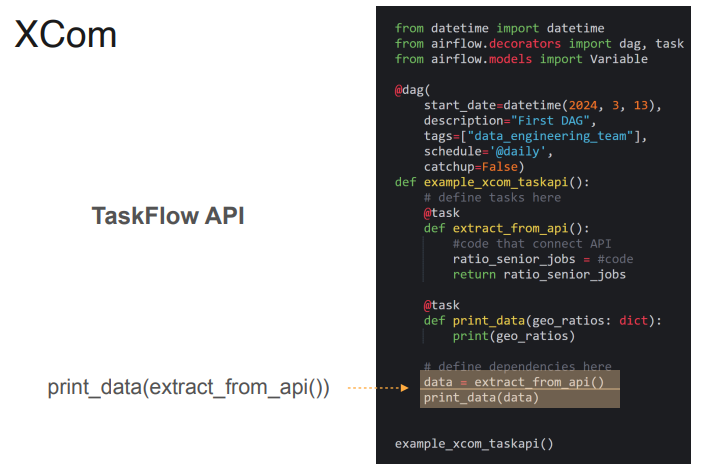 XCom
TaskFlow API
print_data(extract_from_api())
from datetime import datetime
from airflow.decorators import dag, task
from airflow.models import Variable
@dag(
    start_date=datetime(2024, 3, 13),
    description="First DAG",
    tags=["data_engineering_team"],
    schedule='@daily',
    catchup=False)
def example_xcom_taskapi():
    # define tasks here
    @task
    def extract_from_api():
        #code that connect API
        ratio_senior_jobs = #code
        return ratio_senior_jobs
    @task
    def print_data(geo_ratios: dict):
        print(geo_ratios)
    # define dependencies here
    data = extract_from_api()
    print_data(data)
example_xcom_taskapi()